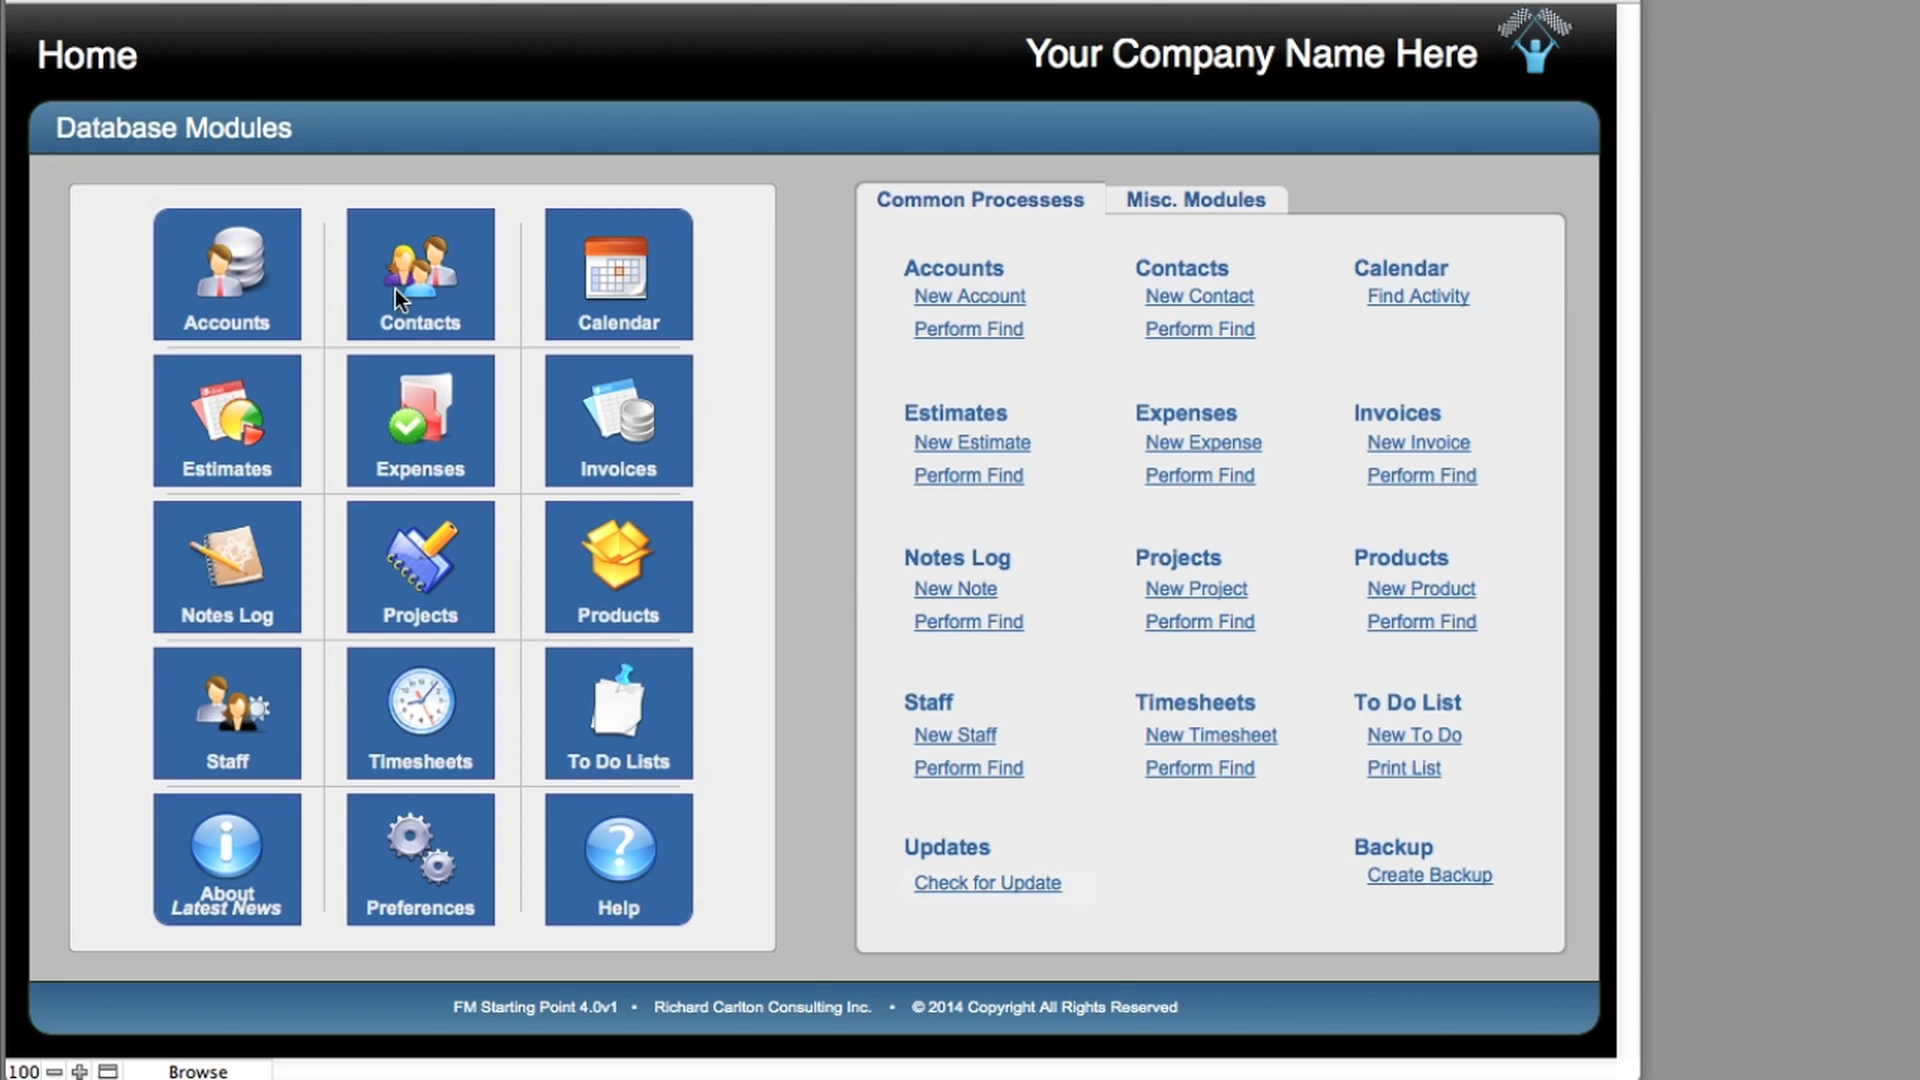 Home
Your Company Name Here
Database Modules
Accounts
Contacts
Calendar
Estimates
Expenses
Invoices
Notes Log
Projects
Products
Staff
Timesheets
To Do Lists
About
Latest News
Preferences
Help
Common Processess
Misc. Modules
Accounts
New Account
Perform Find
Contacts
New Contact
Perform Find
Calendar
Find Activity
Estimates
New Estimate
Perform Find
Expenses
New Expense
Perform Find
Invoices
New Invoice
Perform Find
Notes Log
New Note
Perform Find
Projects
New Project
Perform Find
Products
New Product
Perform Find
Staff
New Staff
Perform Find
Timesheets
New Timesheet
Perform Find
To Do List
New To Do
Print List
Updates
Check for Update
Backup
Create Backup
FM Starting Point 4.0v1 • Richard Carlton Consulting Inc. • © 2014 Copyright All Rights Reserved
100
Browse